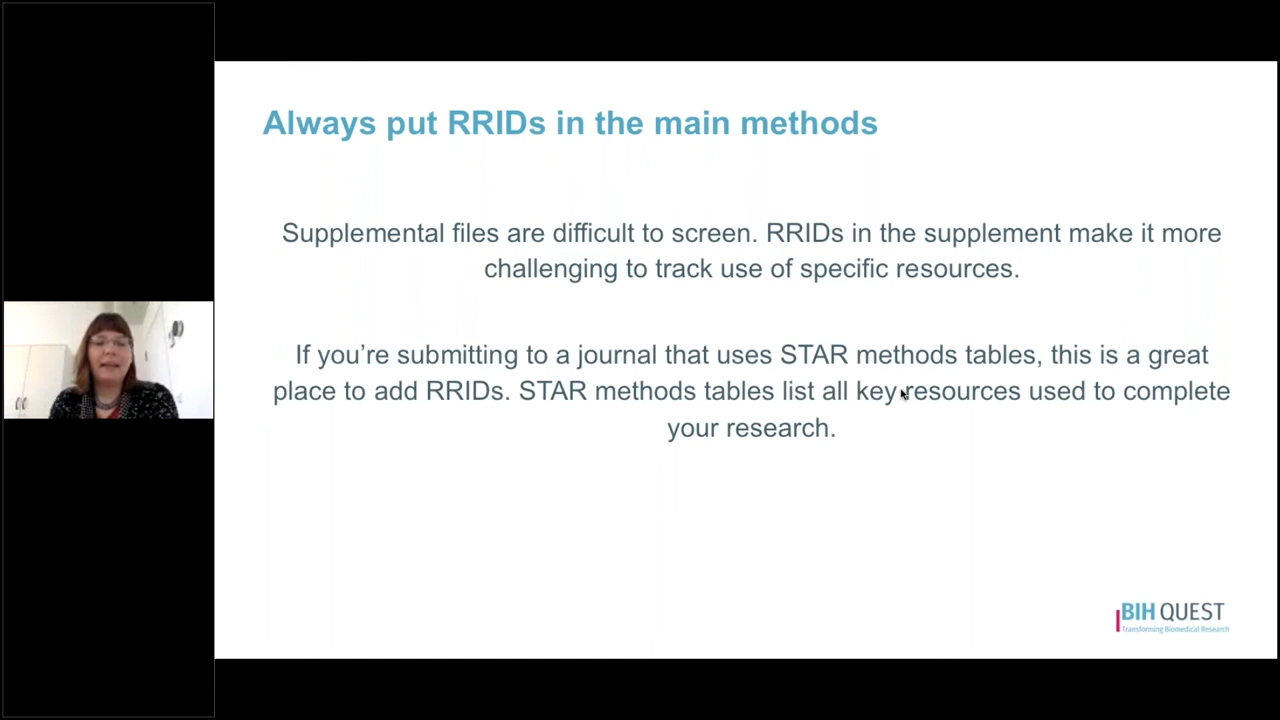 Always put RRIDs in the main methods
Supplemental files are difficult to screen. RRIDs in the supplement make it more
challenging to track use of specific resources.
If you’re submitting to a journal that uses STAR methods tables, this is a great
place to add RRIDs. STAR methods tables list all key resources used to complete
your research.
BIH QUEST
Transforming Biomedical Research